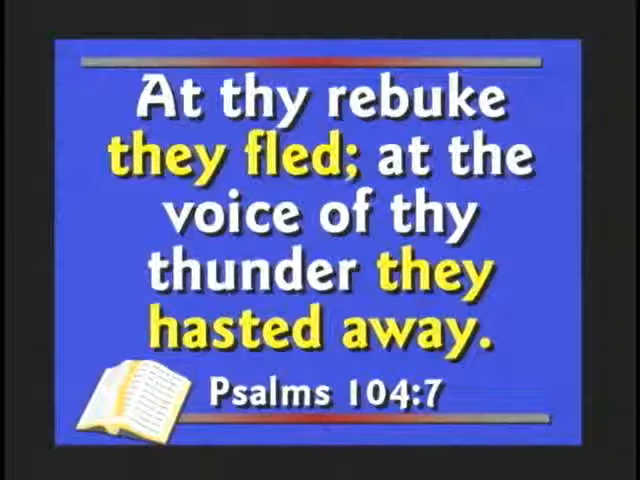 At thy rebuke
they fled; at the
voice of thy
thunder they
hasted away.
Psalms 104:7